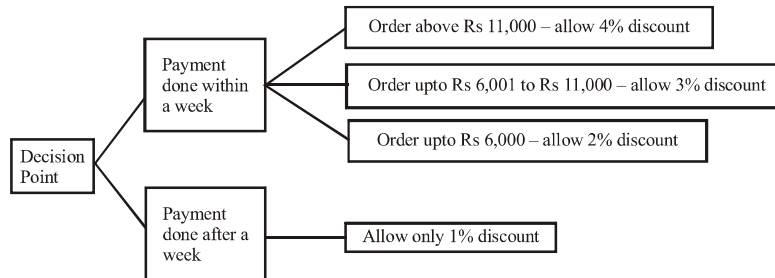 Order above Rs 11,000 – allow 4% discount
Payment
done within
a week
Order upto Rs 6,001 to Rs 11,000 – allow 3% discount
Order upto Rs 6,000 – allow 2% discount
Decision
Point
Payment
done after a
week
Allow only 1% discount